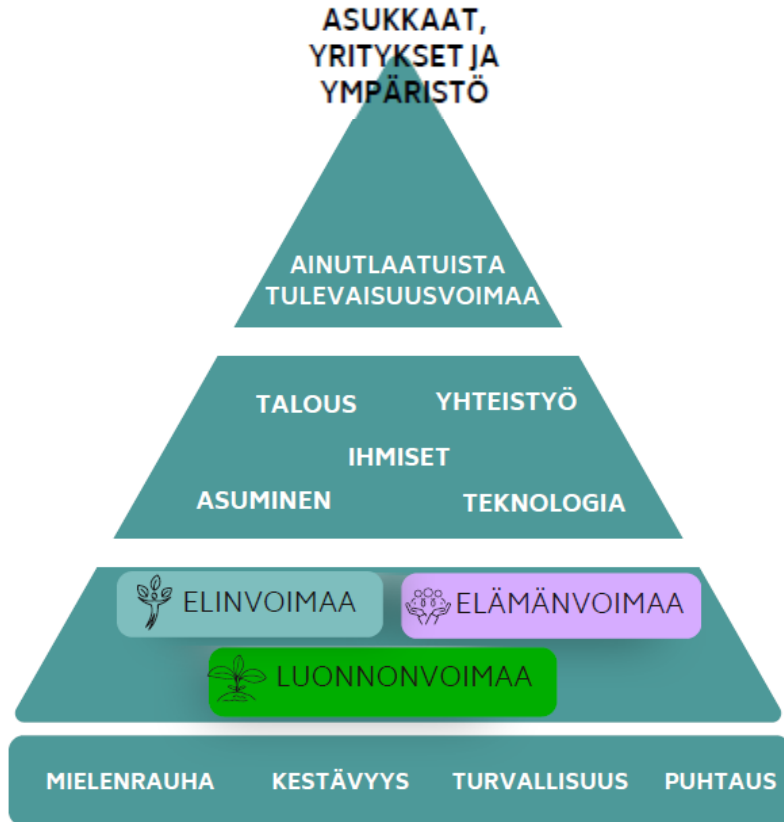 ASUKKAAT,
YRITYKSET JA
YMPÄRISTÖ
AINUTLAATUISTA
TULEVAISUUSVOIMAA
TALOUS
YHTEISTYÖ
IHMISET
ASUMINEN
TEKNOLOGIA
ELINVOIMAA
ELÄMÄNVOIMAA
LUONNONVOIMAA
MIELENRAUHA
KESTÄVYYS
TURVALLISUUS
PUHTAUS